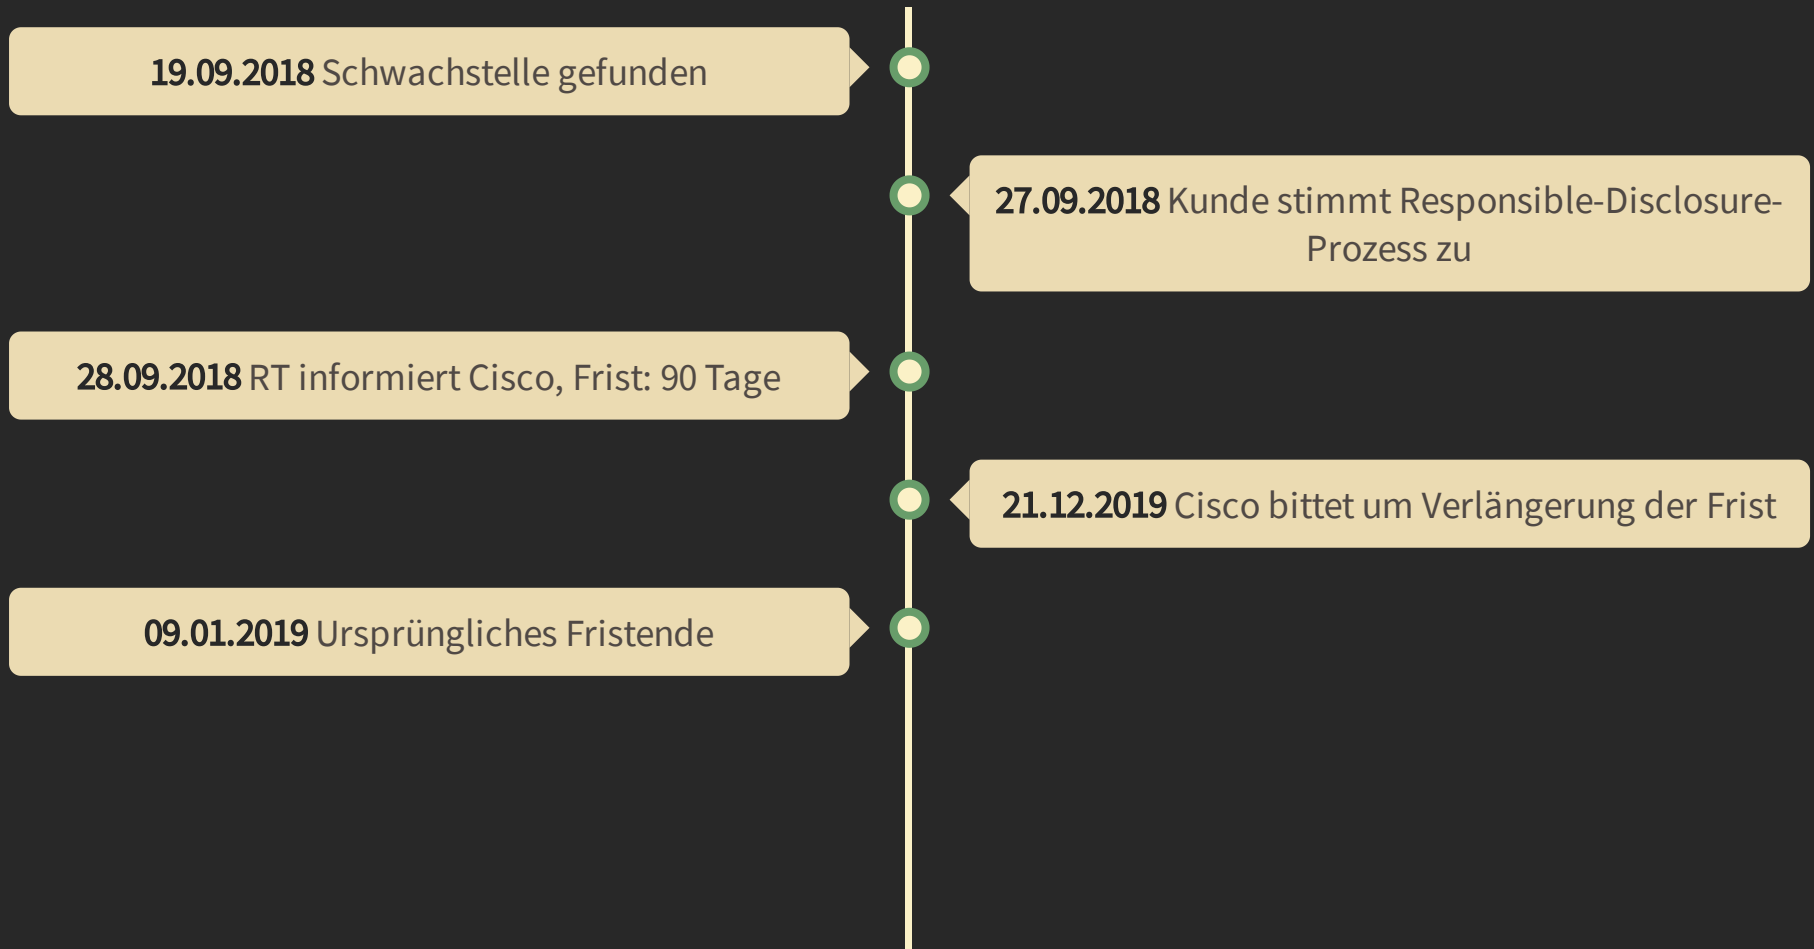 19.09.2018 Schwachstelle gefunden
27.09.2018 Kunde stimmt Responsible-Disclosure-
Prozess zu
28.09.2018 RT informiert Cisco, Frist: 90 Tage
21.12.2019 Cisco bittet um Verlängerung der Frist
09.01.2019 Ursprüngliches Fristende